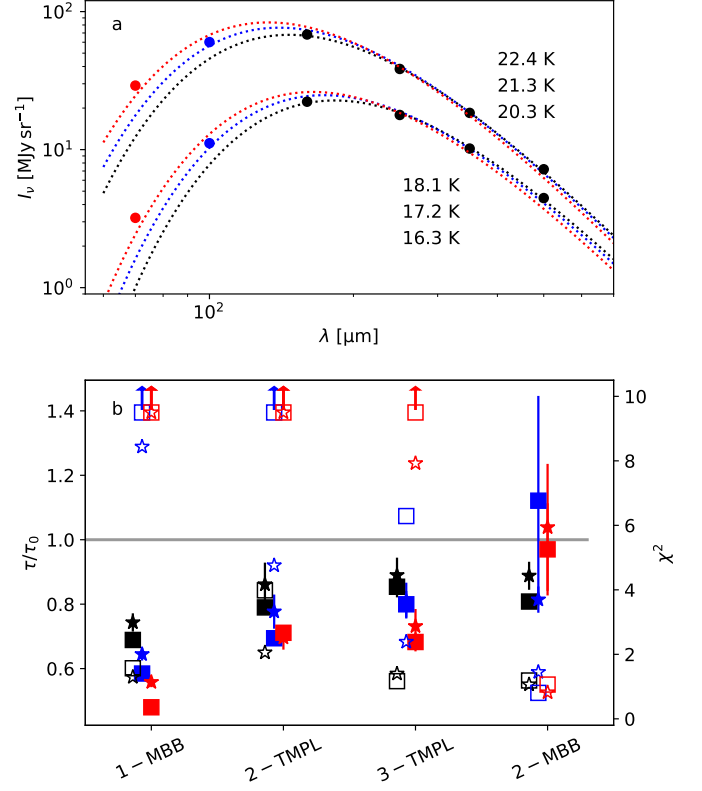 a
10²
10¹
10⁰
I_ν [MJy sr⁻¹]
22.4 K
21.3 K
20.3 K
18.1 K
17.2 K
16.3 K
10²
λ [μm]
b
1.4
1.2
1.0
0.8
0.6
τ/τ₀
10
8
6
4
2
0
χ²
1 − MBB
2 − TMPL
3 − TMPL
2 − MBB